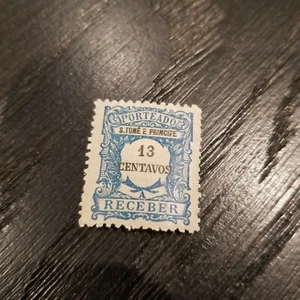 PORTEADO
S. TOMÉ E PRINCIPE
13
CENTAVOS
A
RECEBER